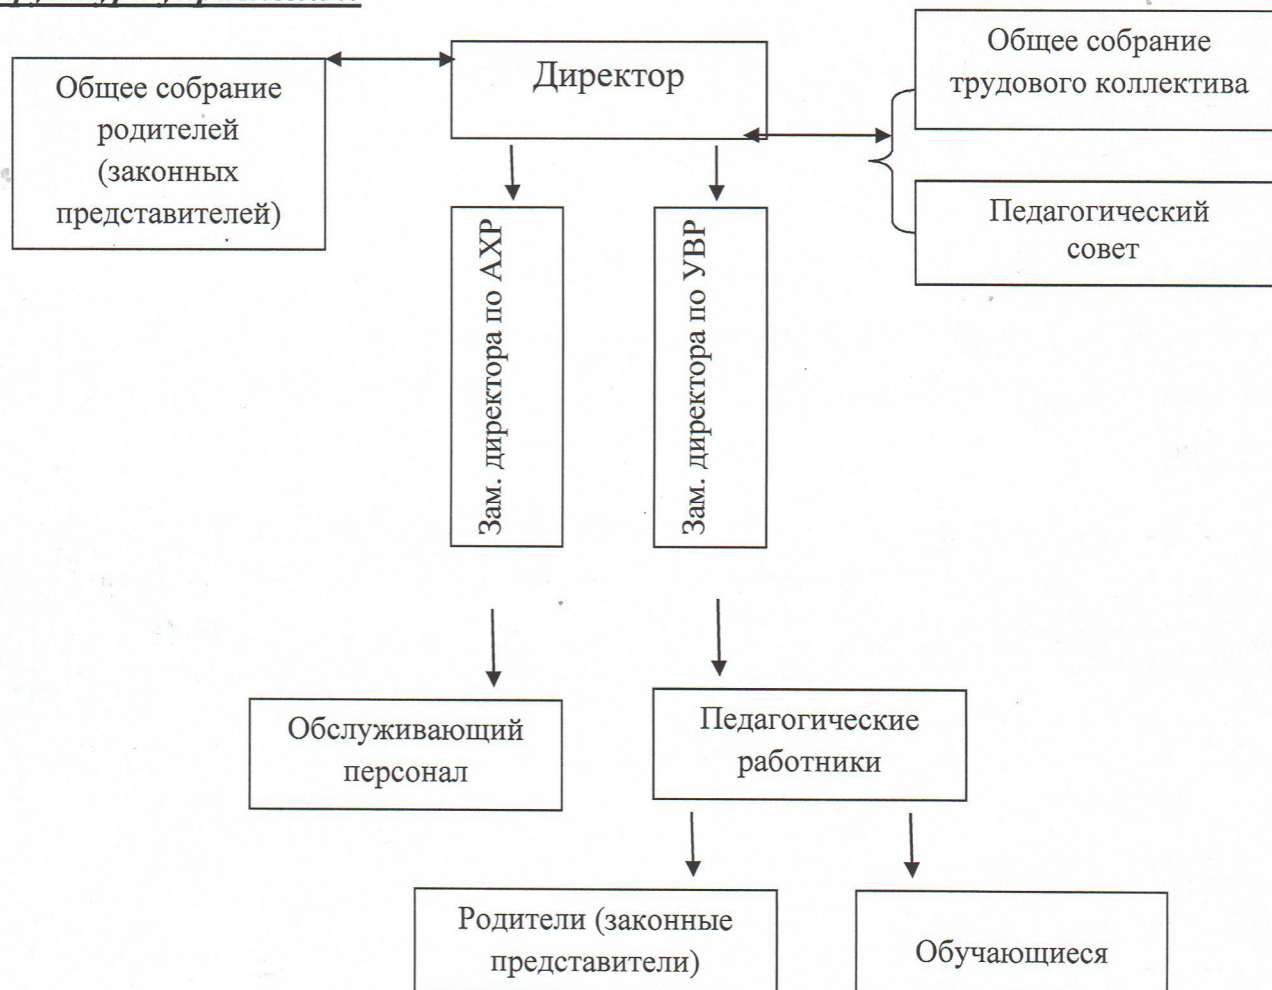 Директор
Общее собрание
трудового коллектива
Общее собрание
родителей
(законных
представителей)
Педагогический
совет
Зам. директора по АХР
Зам. директора по УВР
Обслуживающий
персонал
Педагогические
работники
Родители (законные
представители)
Обучающиеся